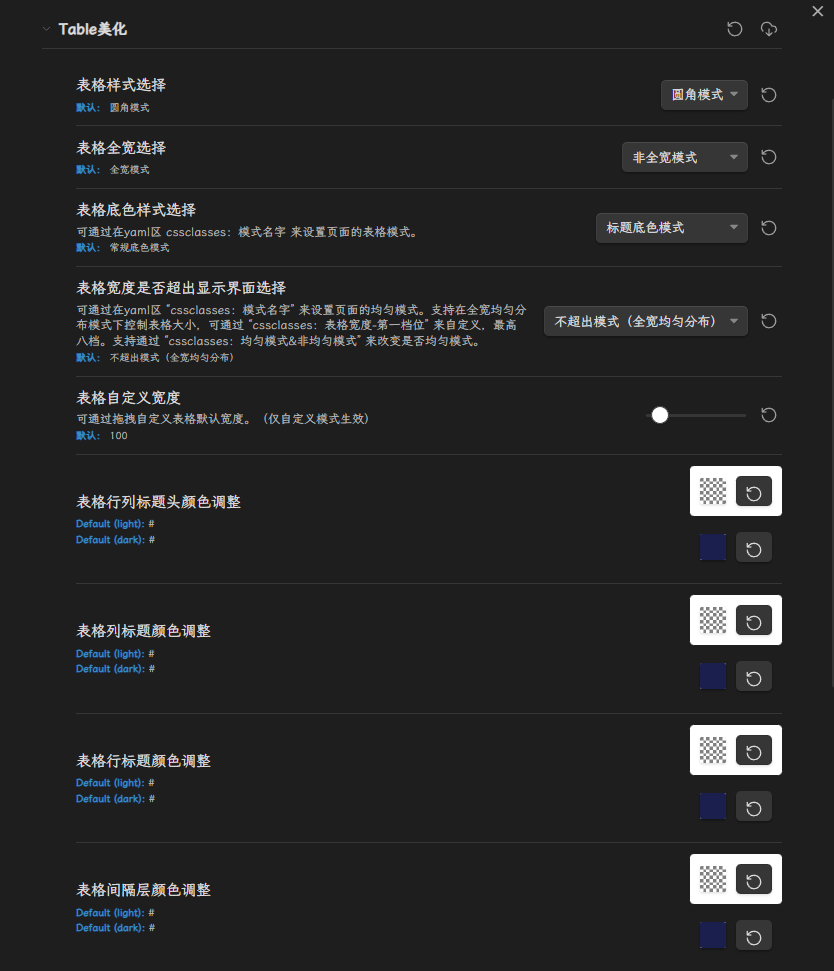 Table美化
表格样式选择
默认： 圆角模式
圆角模式
表格全宽选择
默认： 全宽模式
非全宽模式
表格底色样式选择
可通过在yaml区 cssclasses：模式名字 来设置页面的表格模式。
默认： 常规底色模式
标题底色模式
表格宽度是否超出显示界面选择
可通过在yaml区 “cssclasses：模式名字” 来设置页面的均匀模式。支持在全宽均匀分
布模式下控制表格大小，可通过 “cssclasses：表格宽度-第一档位” 来自定义，最高
八档。支持通过 “cssclasses：均匀模式&非均匀模式” 来改变是否均匀模式。
默认： 不超出模式（全宽均匀分布）
不超出模式（全宽均匀分布）
表格自定义宽度
可通过拖拽自定义表格默认宽度。（仅自定义模式生效）
默认： 100
表格行列标题头颜色调整
Default (light): #
Default (dark): #
表格列标题颜色调整
Default (light): #
Default (dark): #
表格行标题颜色调整
Default (light): #
Default (dark): #
表格间隔层颜色调整
Default (light): #
Default (dark): #